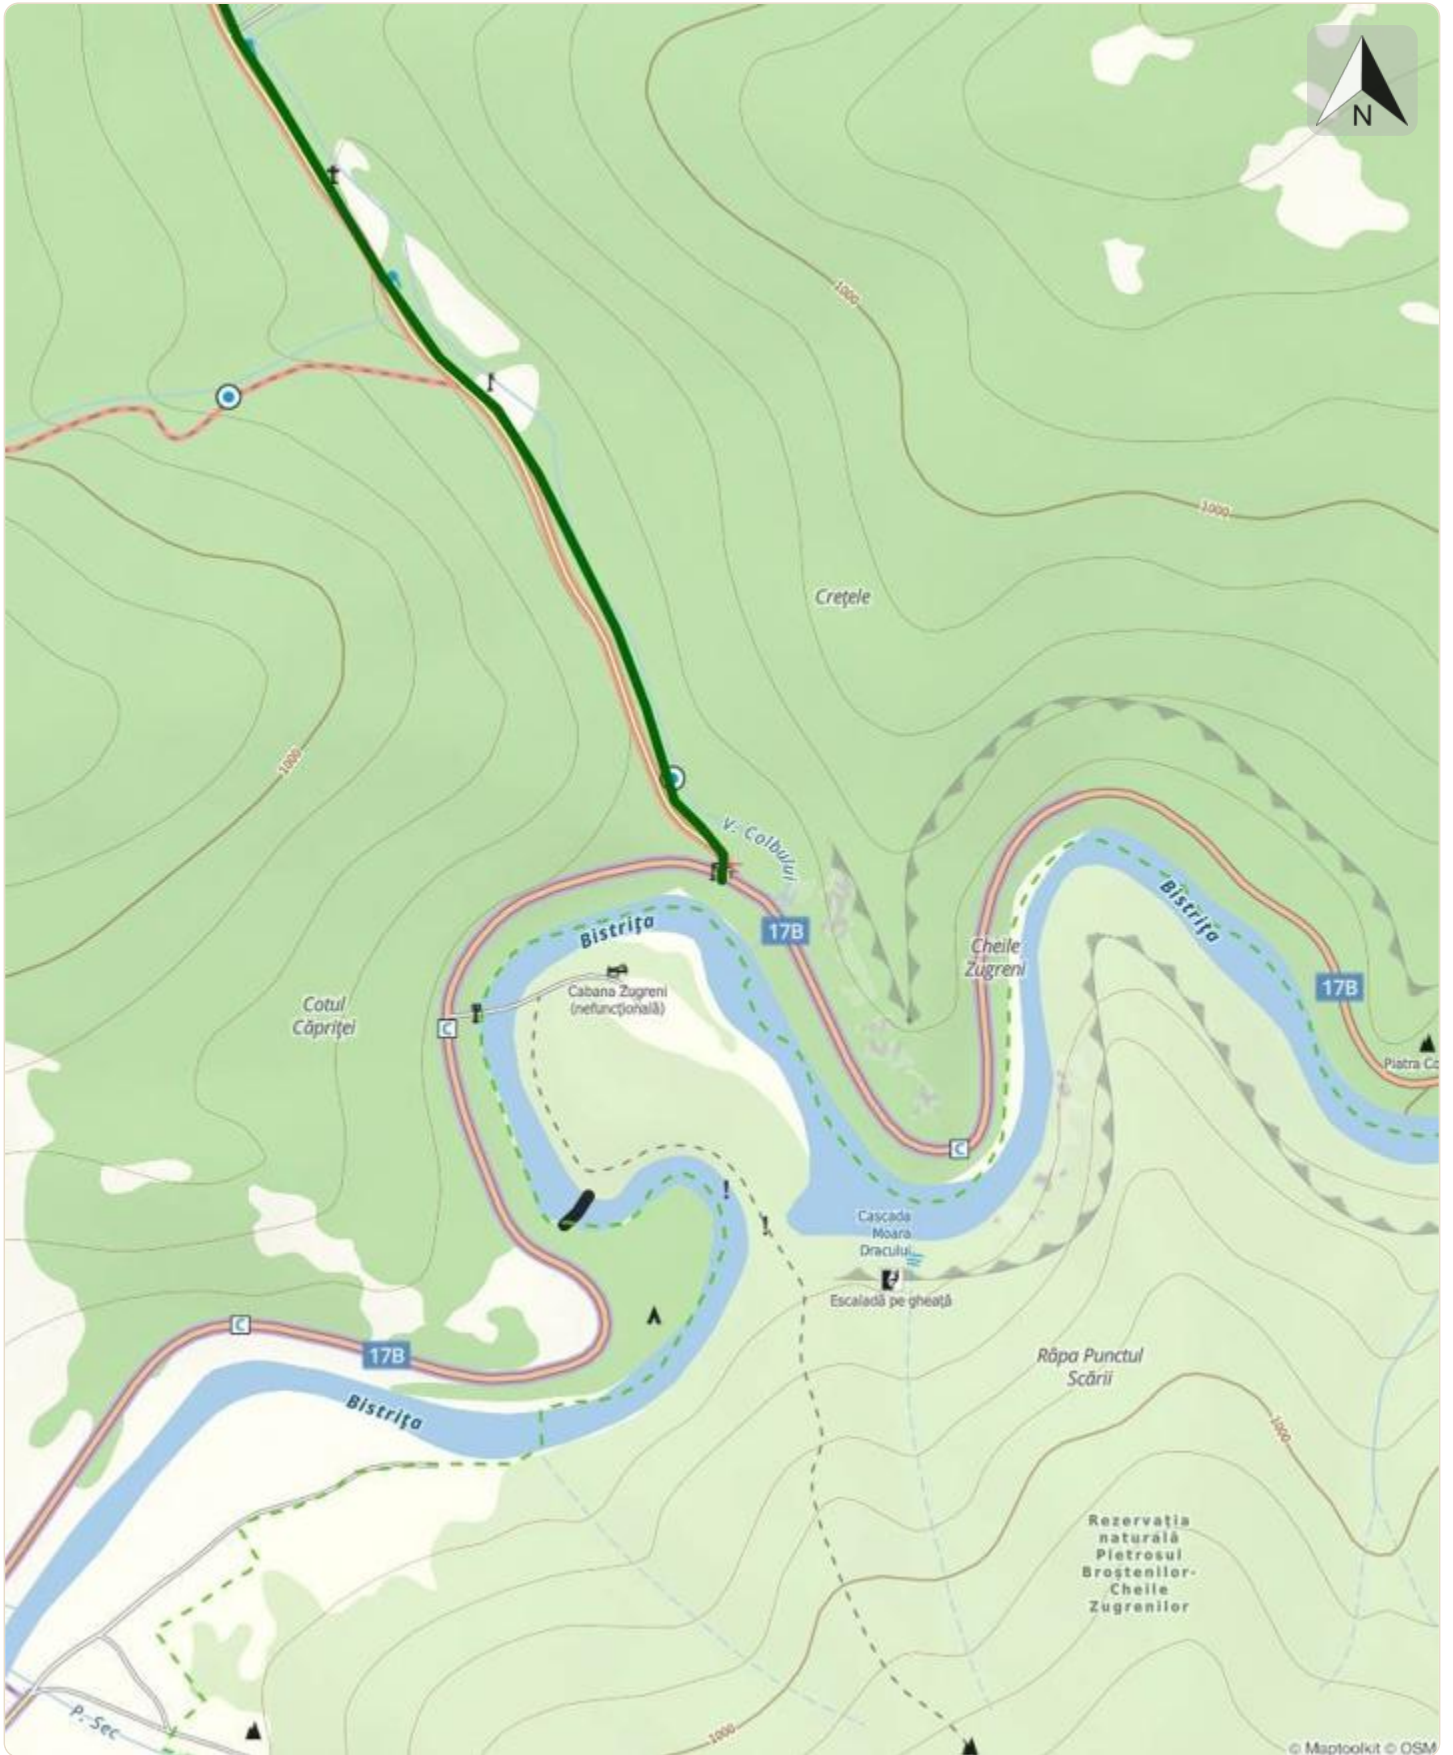 N
1000
1000
Crețele
1000
V. Colbului
17B
Bistrița
Bistrița
Cheile
Zugreni
17B
Cabana Zugreni
(nefuncțională)
C
Cotul
Căpriței
Piatra Co
C
Cascada
Moara
Dracului
Escaladă pe gheață
C
17B
Râpa Punctul
Scării
Bistrița
1000
Rezervația
naturală
Pietrosul
Broștenilor-
Cheile
Zugrenilor
P. Sec
1000
© Maptoolkit © OSM